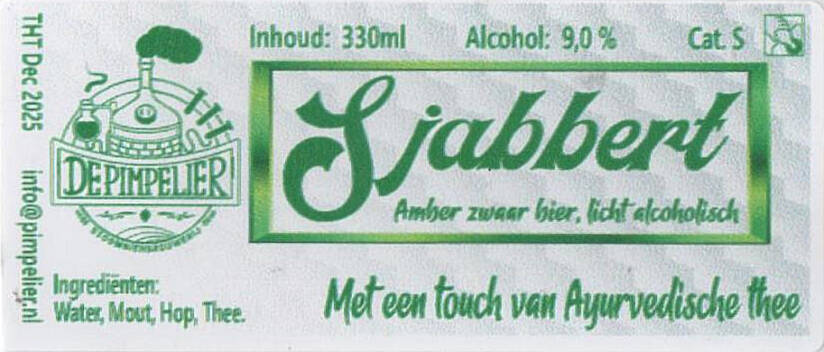 THT Dec 2025
info@pimpelier.nl
DE PIMPELIER
Inhoud: 330ml
Alcohol: 9,0 %
Cat. S
Sjabbert
Amber zwaar bier, licht alcoholisch
Ingrediënten:
Water, Mout, Hop, Thee.
Met een touch van Ayurvedische thee